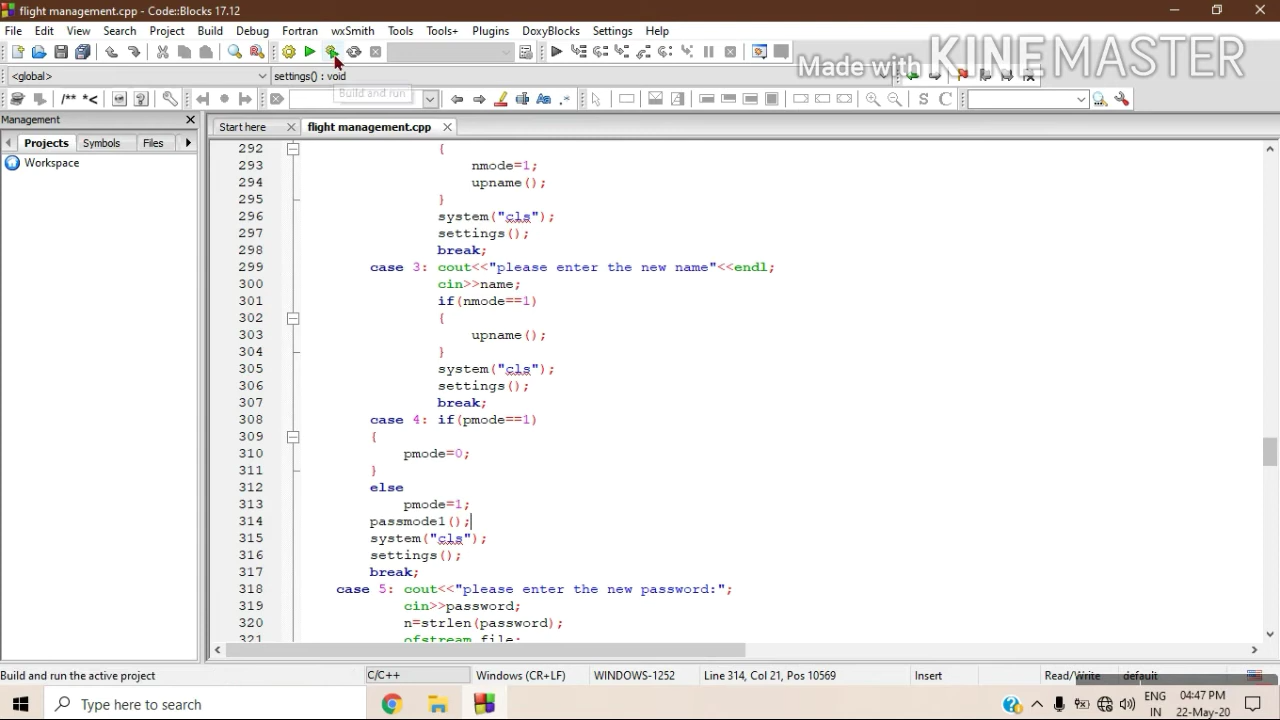 flight management.cpp - Code::Blocks 17.12
File Edit View Search Project Build Debug Fortran wxSmith Tools Tools+ Plugins DoxyBlocks Settings Help
Made with KINEMASTER
<global> settings() : void
Build and run
/** *< Aa .* S C
Management
Start here flight management.cpp
Projects Symbols Files
Workspace
292 {
293 nmode=1;
294 upname();
295 }
296 system("cls");
297 settings();
298 break;
299 case 3: cout<<"please enter the new name"<<endl;
300 cin>>name;
301 if(nmode==1)
302 {
303 upname();
304 }
305 system("cls");
306 settings();
307 break;
308 case 4: if(pmode==1)
309 {
310 pmode=0;
311 }
312 else
313 pmode=1;
314 passmode1();
315 system("cls");
316 settings();
317 break;
318 case 5: cout<<"please enter the new password:";
319 cin>>password;
320 n=strlen(password);
321 ofstream file;
Build and run the active project C/C++ Windows (CR+LF) WINDOWS-1252 Line 314, Col 21, Pos 10569 Insert Read/Write default
Type here to search
ENG 04:47 PM
IN 22-May-20